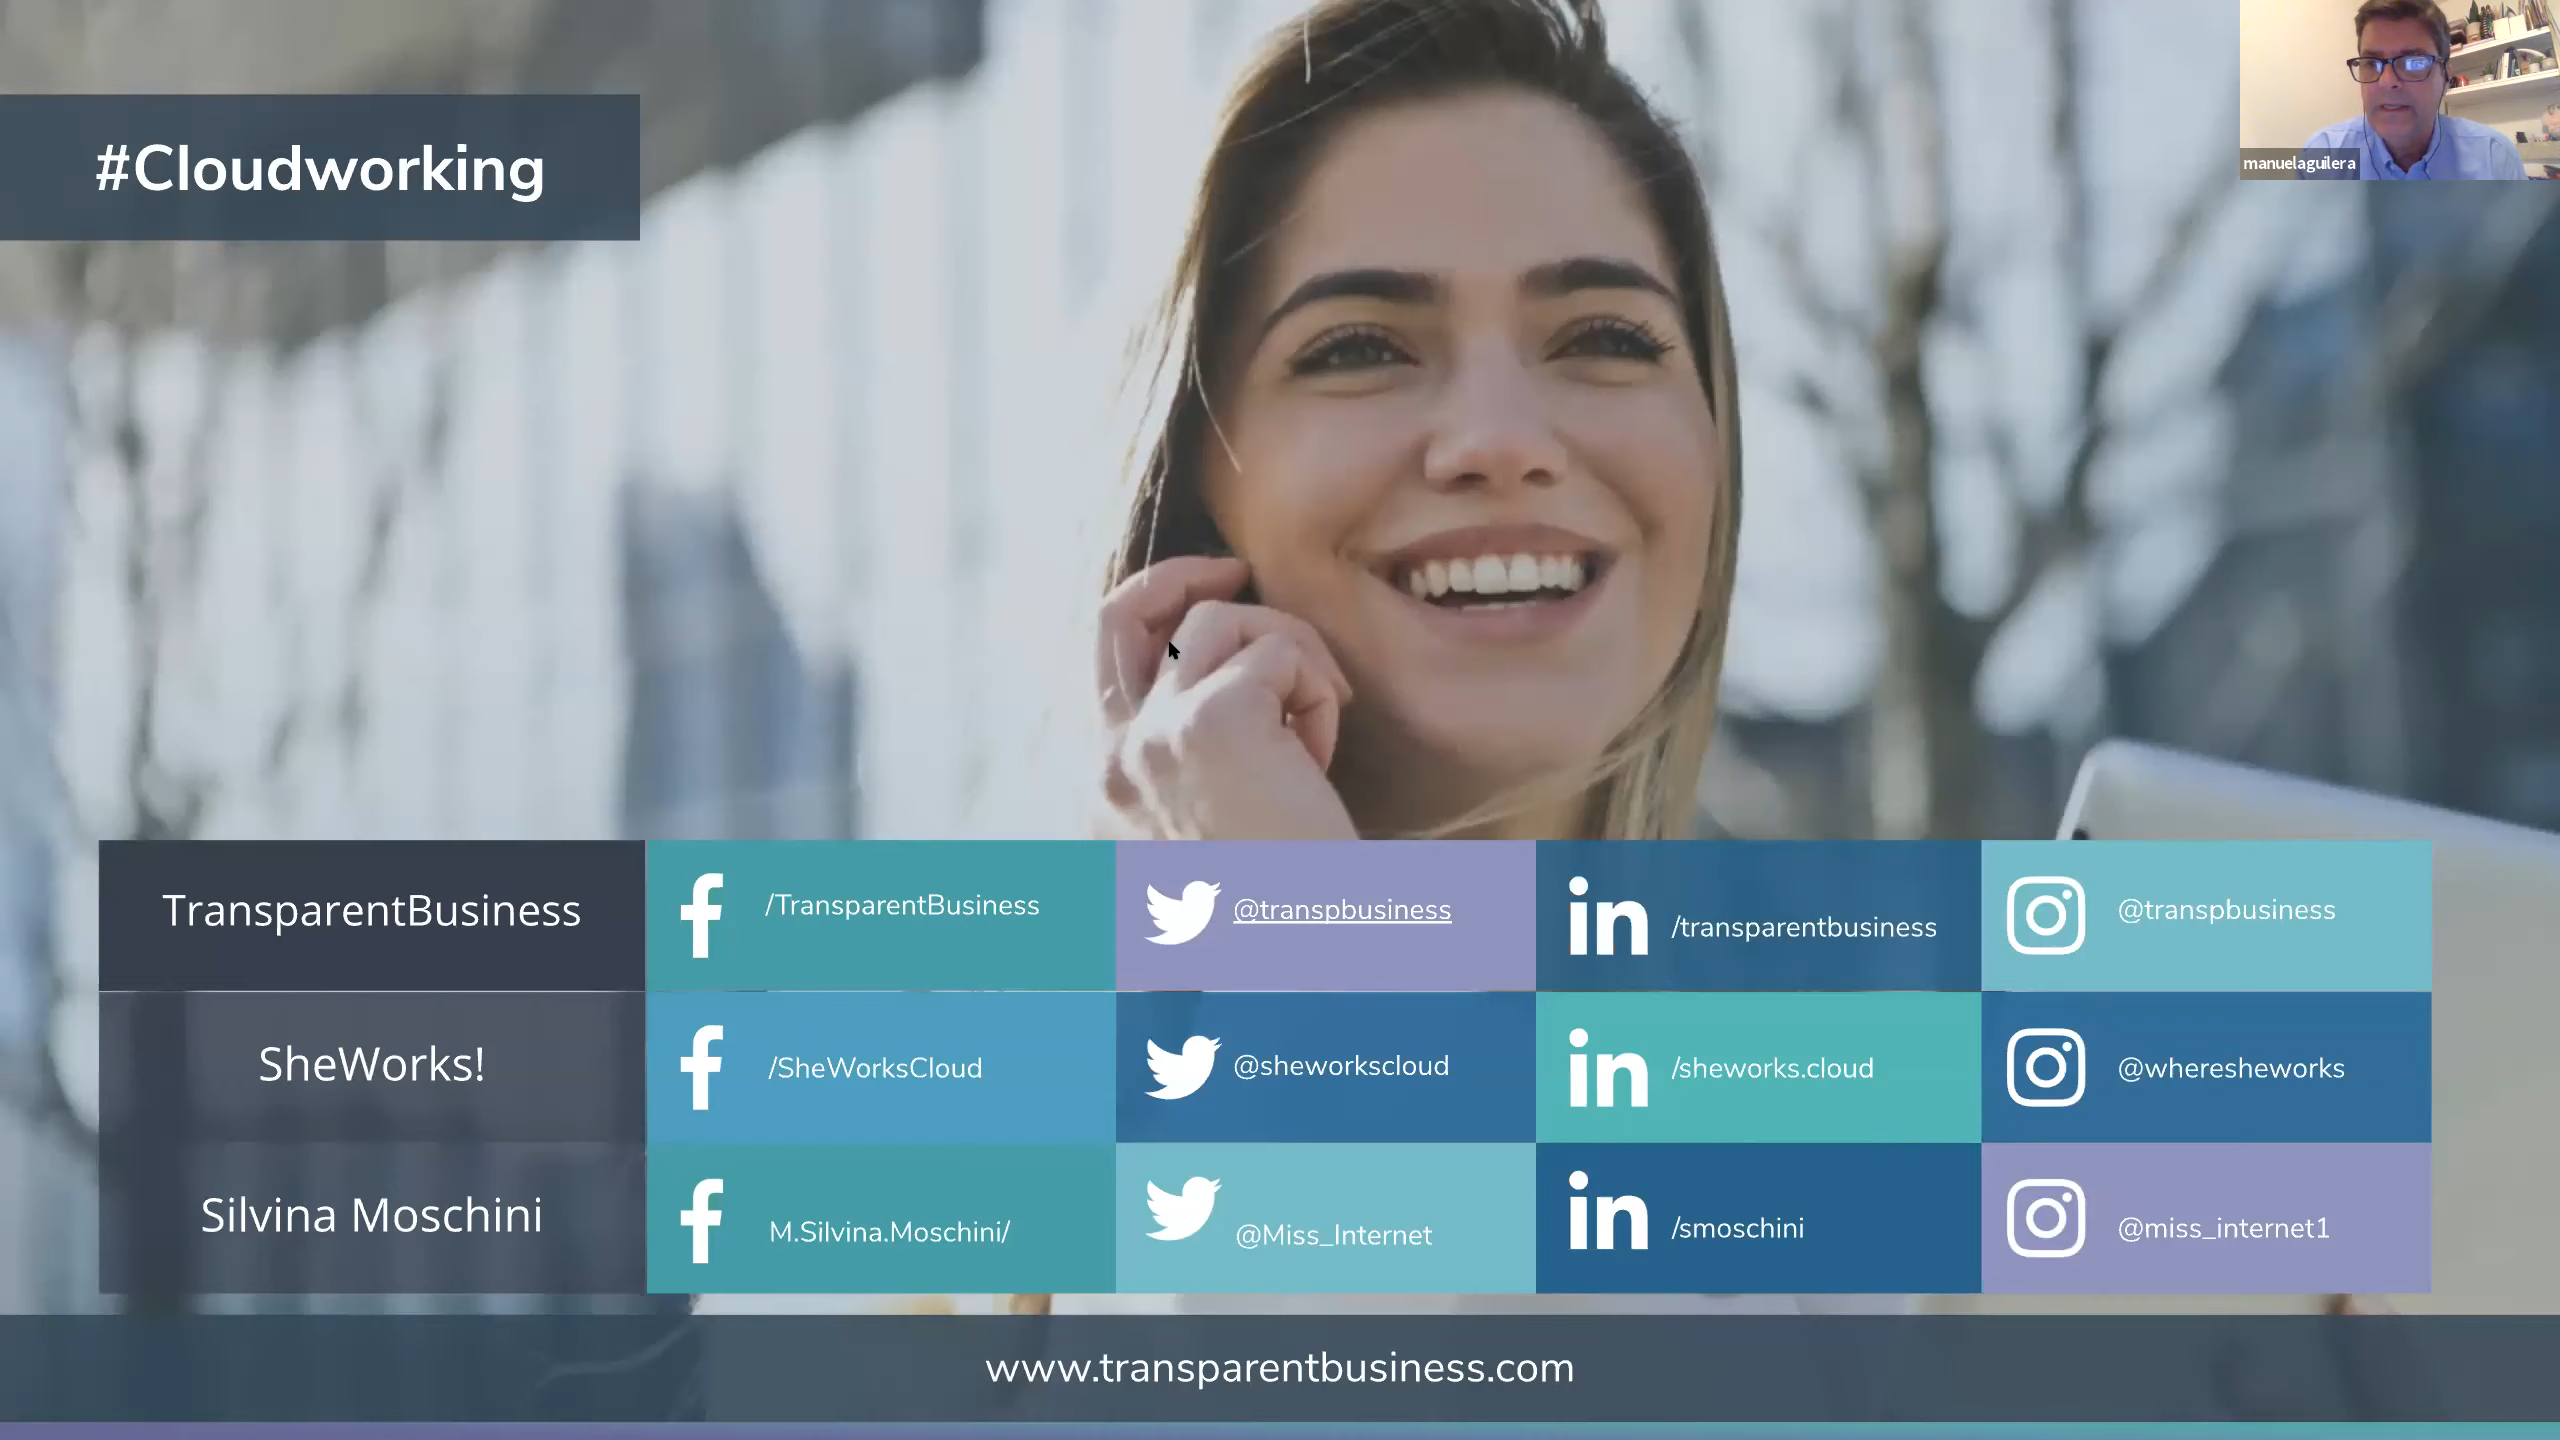 #Cloudworking
manuelaguilera
TransparentBusiness
/TransparentBusiness
@transpbusiness
/transparentbusiness
@transpbusiness
SheWorks!
/SheWorksCloud
@sheworkscloud
/sheworks.cloud
@wheresheworks
Silvina Moschini
M.Silvina.Moschini/
@Miss_Internet
/smoschini
@miss_internet1
www.transparentbusiness.com